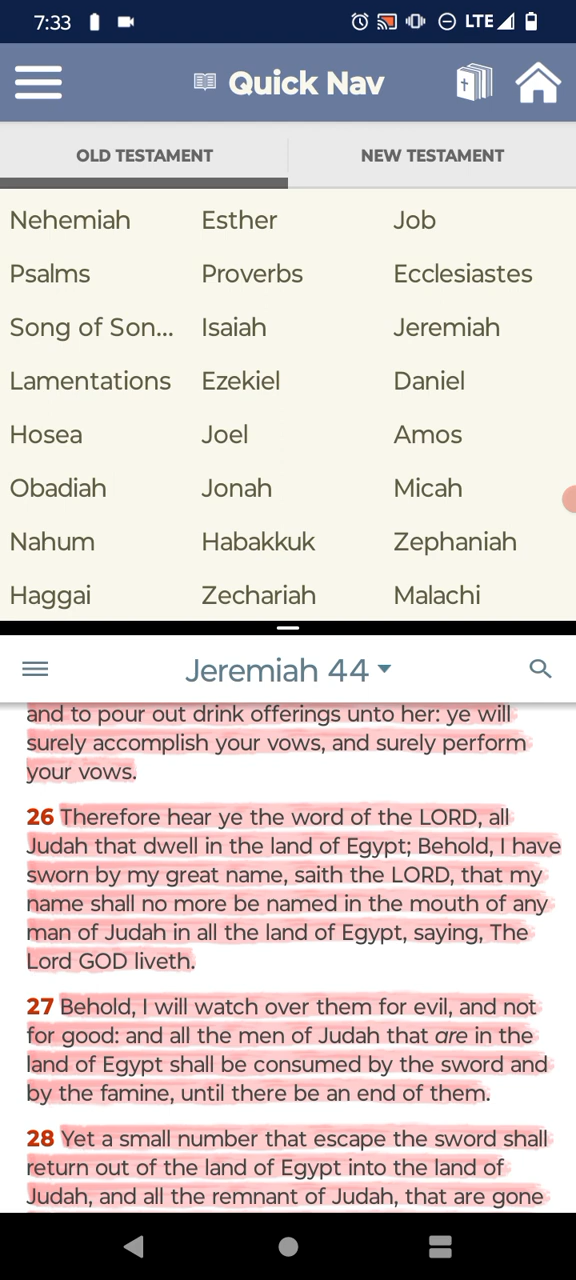 7:33 LTE
Quick Nav
OLD TESTAMENT NEW TESTAMENT
Nehemiah Esther Job
Psalms Proverbs Ecclesiastes
Song of Son... Isaiah Jeremiah
Lamentations Ezekiel Daniel
Hosea Joel Amos
Obadiah Jonah Micah
Nahum Habakkuk Zephaniah
Haggai Zechariah Malachi
Jeremiah 44
and to pour out drink offerings unto her: ye will
surely accomplish your vows, and surely perform
your vows.
26 Therefore hear ye the word of the LORD, all
Judah that dwell in the land of Egypt; Behold, I have
sworn by my great name, saith the LORD, that my
name shall no more be named in the mouth of any
man of Judah in all the land of Egypt, saying, The
Lord GOD liveth.
27 Behold, I will watch over them for evil, and not
for good: and all the men of Judah that are in the
land of Egypt shall be consumed by the sword and
by the famine, until there be an end of them.
28 Yet a small number that escape the sword shall
return out of the land of Egypt into the land of
Judah, and all the remnant of Judah, that are gone